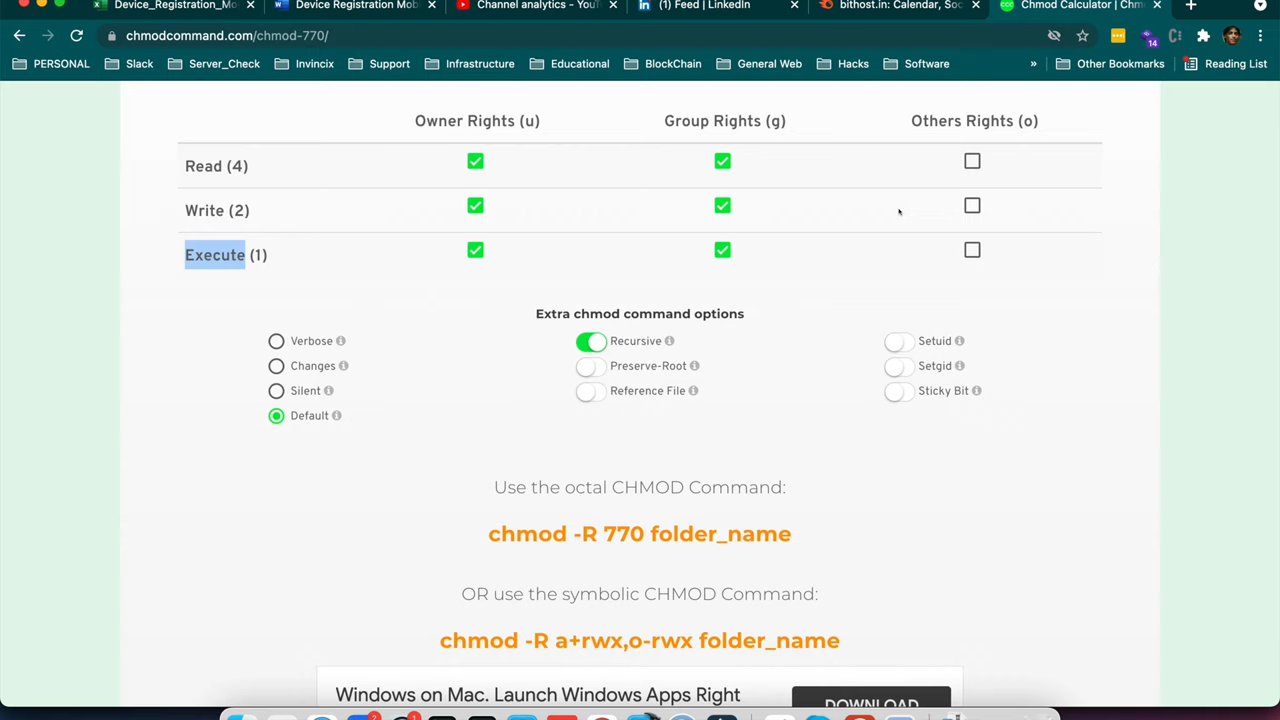 Device_Registration_Mo
Device Registration Mob
Channel analytics - YouT
(1) Feed | LinkedIn
bithost.in: Calendar, Soc
Chmod Calculator | Chm
chmodcommand.com/chmod-770/
14
PERSONAL Slack Server_Check Invincix Support Infrastructure Educational BlockChain General Web Hacks Software » Other Bookmarks Reading List
Owner Rights (u) Group Rights (g) Others Rights (o)
Read (4)
Write (2)
Execute (1)
Extra chmod command options
Verbose Recursive Setuid
Changes Preserve-Root Setgid
Silent Reference File Sticky Bit
Default
Use the octal CHMOD Command:
chmod -R 770 folder_name
OR use the symbolic CHMOD Command:
chmod -R a+rwx,o-rwx folder_name
Windows on Mac. Launch Windows Apps Right
DOWNLOAD
2
1